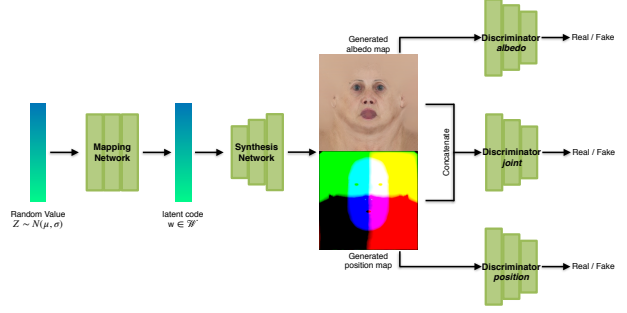 Generated
albedo map
Discriminator
albedo
Real / Fake
Mapping
Network
Synthesis
Network
Concatenate
Discriminator
joint
Real / Fake
Random Value
Z ∼ N(μ, σ)
latent code
w ∈ 𝒲
Generated
position map
Discriminator
position
Real / Fake